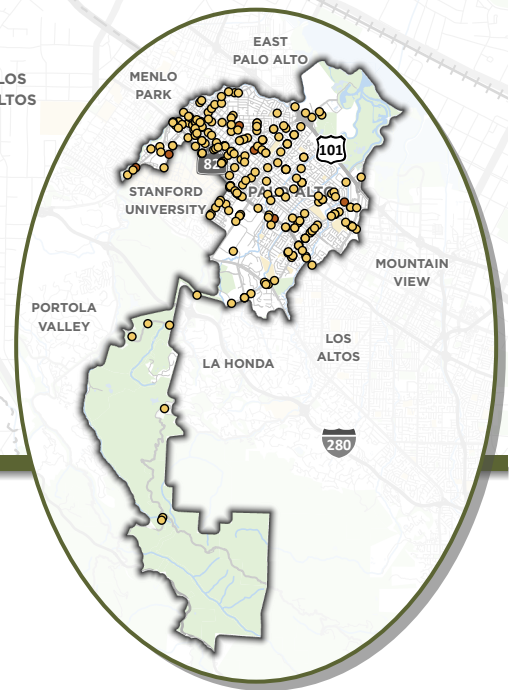 EAST
PALO ALTO
LOS
ALTOS
MENLO
PARK
101
82
STANFORD
UNIVERSITY
PALO ALTO
MOUNTAIN
VIEW
PORTOLA
VALLEY
LOS
ALTOS
LA HONDA
280